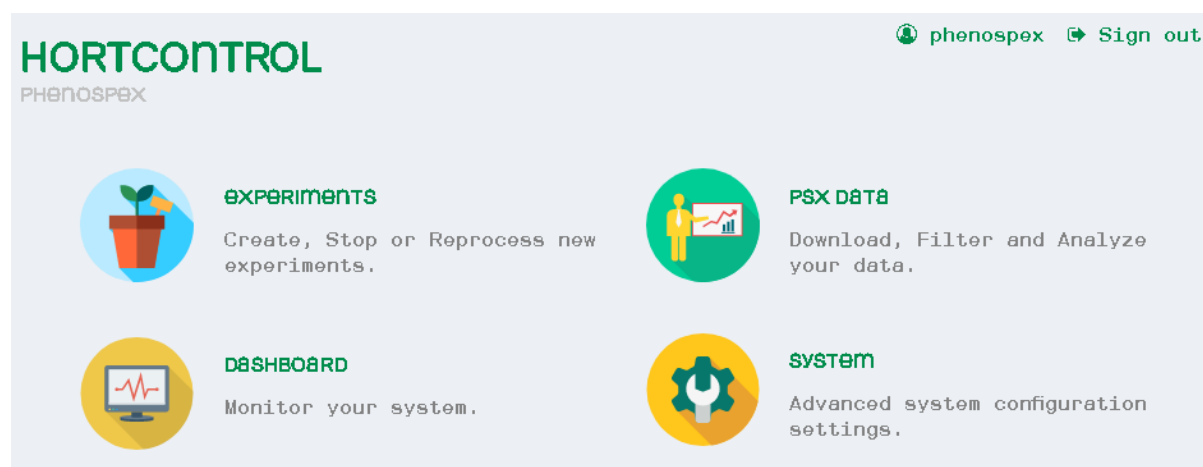 phenospex Sign out
HORTCONTROL
PHENOSPEX
EXPERIMENTS
Create, Stop or Reprocess new
experiments.
PSX DATA
Download, Filter and Analyze
your data.
DASHBOARD
Monitor your system.
SYSTEM
Advanced system configuration
settings.